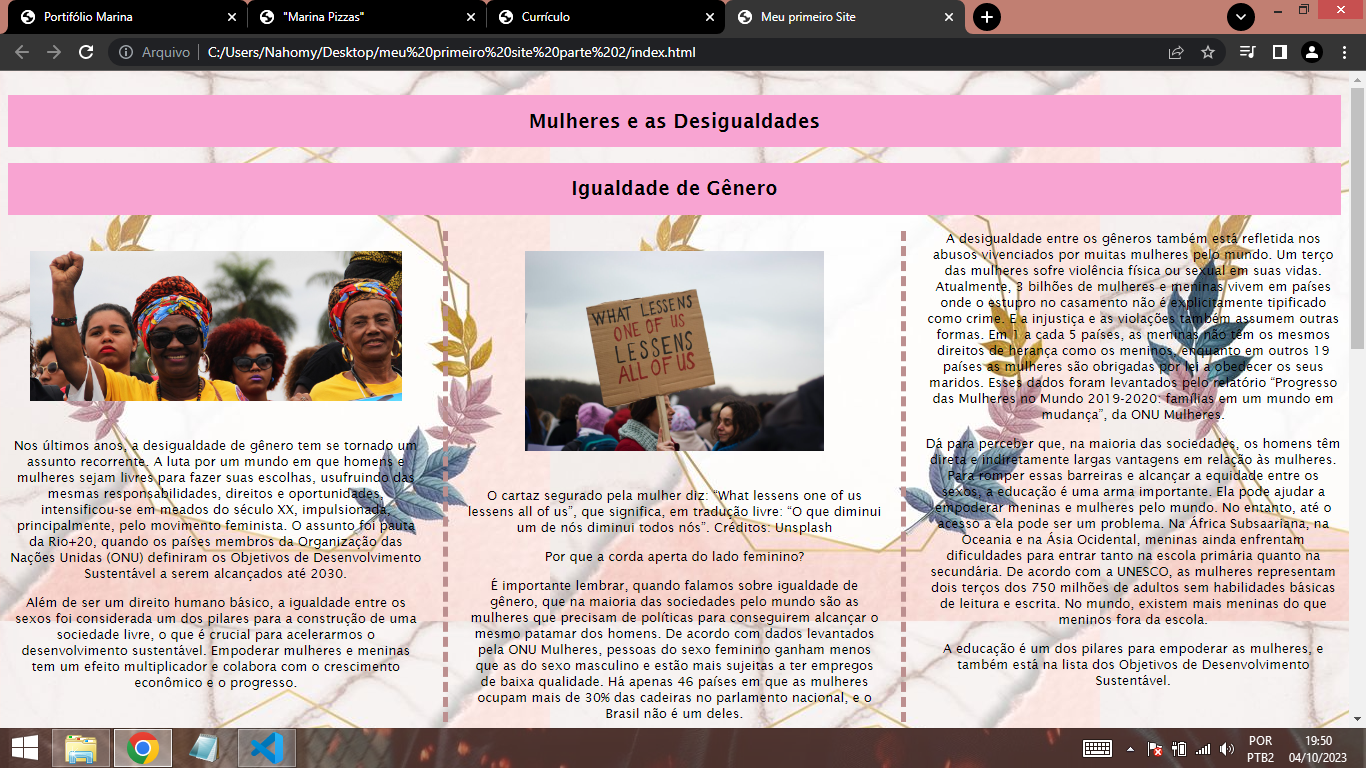 Portifólio Marina
"Marina Pizzas"
Currículo
Meu primeiro Site
Arquivo
C:/Users/Nahomy/Desktop/meu%20primeiro%20site%20parte%202/index.html
Mulheres e as Desigualdades
Igualdade de Gênero
Nos últimos anos, a desigualdade de gênero tem se tornado um
assunto recorrente. A luta por um mundo em que homens e
mulheres sejam livres para fazer suas escolhas, usufruindo das
mesmas responsabilidades, direitos e oportunidades,
intensificou-se em meados do século XX, impulsionada,
principalmente, pelo movimento feminista. O assunto foi pauta
da Rio+20, quando os países membros da Organização das
Nações Unidas (ONU) definiram os Objetivos de Desenvolvimento
Sustentável a serem alcançados até 2030.
Além de ser um direito humano básico, a igualdade entre os
sexos foi considerada um dos pilares para a construção de uma
sociedade livre, o que é crucial para acelerarmos o
desenvolvimento sustentável. Empoderar mulheres e meninas
tem um efeito multiplicador e colabora com o crescimento
econômico e o progresso.
WHAT LESSENS
ONE OF US
LESSENS
ALL OF US
O cartaz segurado pela mulher diz: “What lessens one of us
lessens all of us”, que significa, em tradução livre: “O que diminui
um de nós diminui todos nós”. Créditos: Unsplash
Por que a corda aperta do lado feminino?
É importante lembrar, quando falamos sobre igualdade de
gênero, que na maioria das sociedades pelo mundo são as
mulheres que precisam de políticas para conseguirem alcançar o
mesmo patamar dos homens. De acordo com dados levantados
pela ONU Mulheres, pessoas do sexo feminino ganham menos
que as do sexo masculino e estão mais sujeitas a ter empregos
de baixa qualidade. Há apenas 46 países em que as mulheres
ocupam mais de 30% das cadeiras no parlamento nacional, e o
Brasil não é um deles.
A desigualdade entre os gêneros também está refletida nos
abusos vivenciados por muitas mulheres pelo mundo. Um terço
das mulheres sofre violência física ou sexual em suas vidas.
Atualmente, 3 bilhões de mulheres e meninas vivem em países
onde o estupro no casamento não é explicitamente tipificado
como crime. E a injustiça e as violações também assumem outras
formas. Em 1 a cada 5 países, as meninas não têm os mesmos
direitos de herança como os meninos, enquanto em outros 19
países as mulheres são obrigadas por lei a obedecer os seus
maridos. Esses dados foram levantados pelo relatório “Progresso
das Mulheres no Mundo 2019-2020: famílias em um mundo em
mudança”, da ONU Mulheres.
Dá para perceber que, na maioria das sociedades, os homens têm
direta e indiretamente largas vantagens em relação às mulheres.
Para romper essas barreiras e alcançar a equidade entre os
sexos, a educação é uma arma importante. Ela pode ajudar a
empoderar meninas e mulheres pelo mundo. No entanto, até o
acesso a ela pode ser um problema. Na África Subsaariana, na
Oceania e na Ásia Ocidental, meninas ainda enfrentam
dificuldades para entrar tanto na escola primária quanto na
secundária. De acordo com a UNESCO, as mulheres representam
dois terços dos 750 milhões de adultos sem habilidades básicas
de leitura e escrita. No mundo, existem mais meninas do que
meninos fora da escola.
A educação é um dos pilares para empoderar as mulheres, e
também está na lista dos Objetivos de Desenvolvimento
Sustentável.
POR
PTB2
19:50
04/10/2023